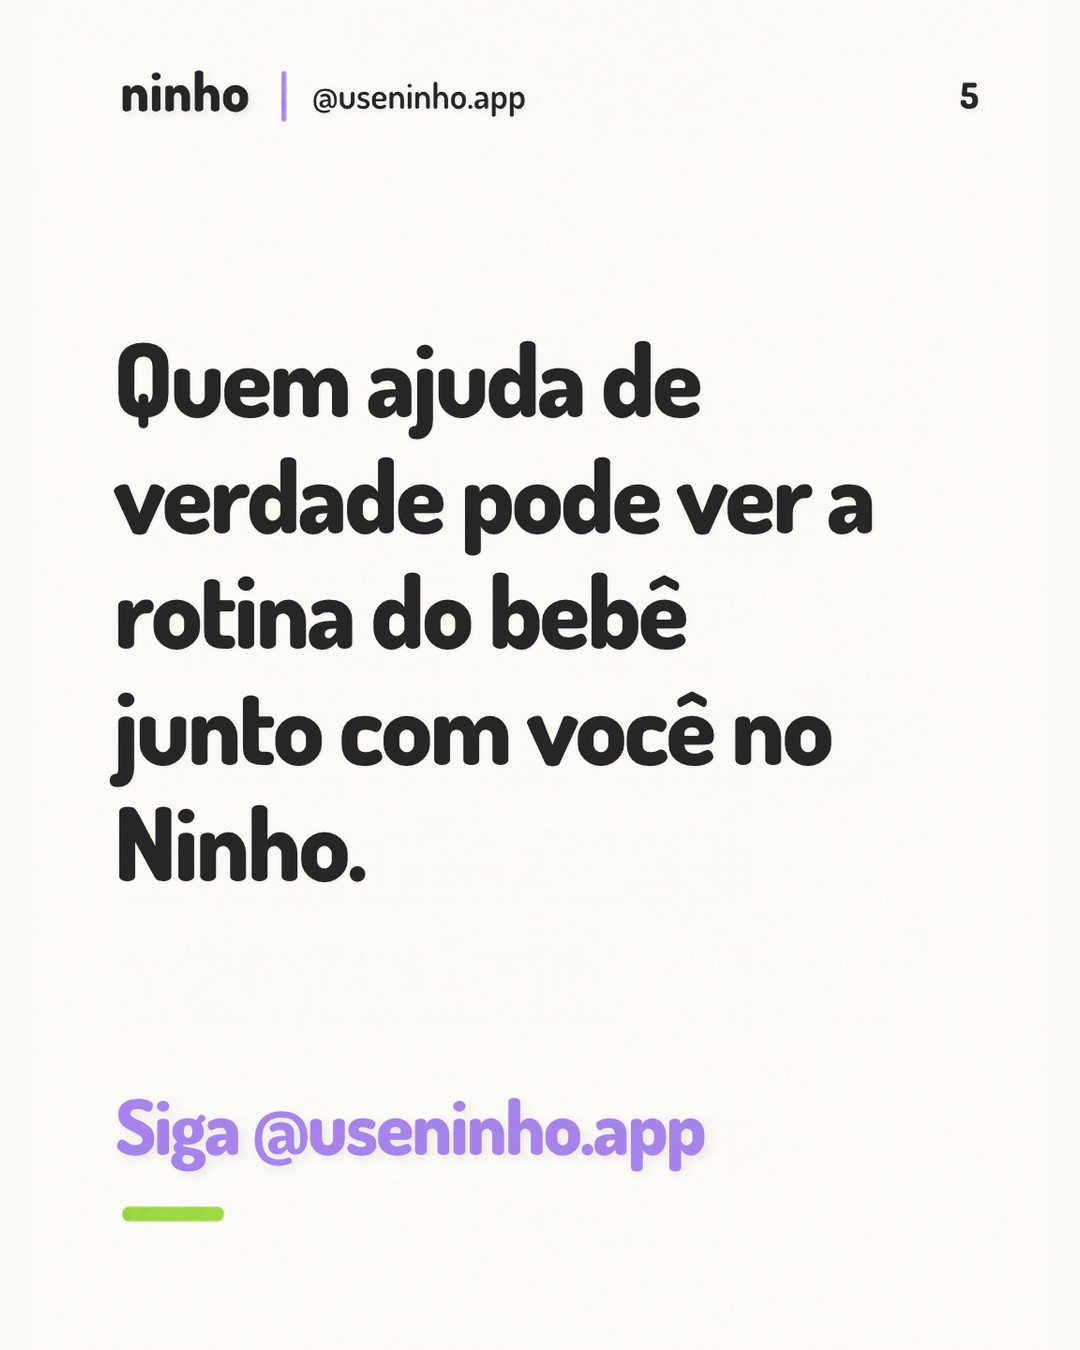 ninho | @useninho.app 5
Quem ajuda de
verdade pode ver a
rotina do bebê
junto com você no
Ninho.
Siga @useninho.app